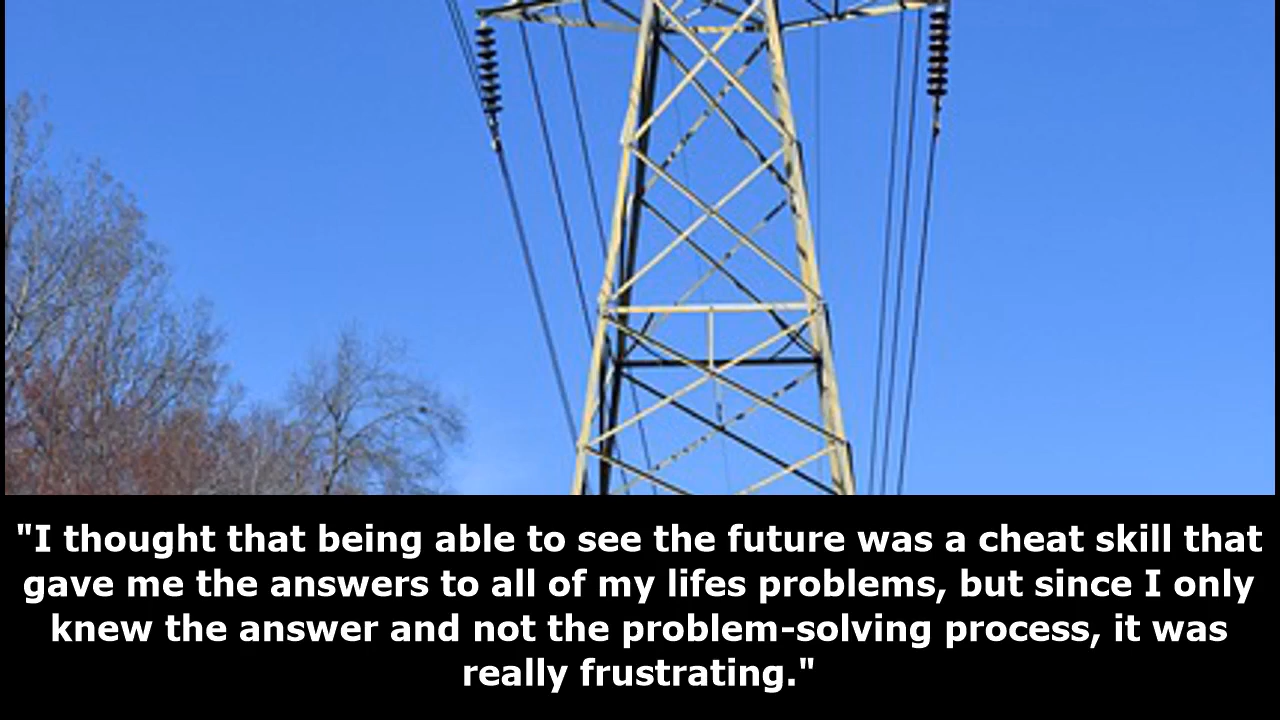 "I thought that being able to see the future was a cheat skill that
gave me the answers to all of my lifes problems, but since I only
knew the answer and not the problem-solving process, it was
really frustrating."